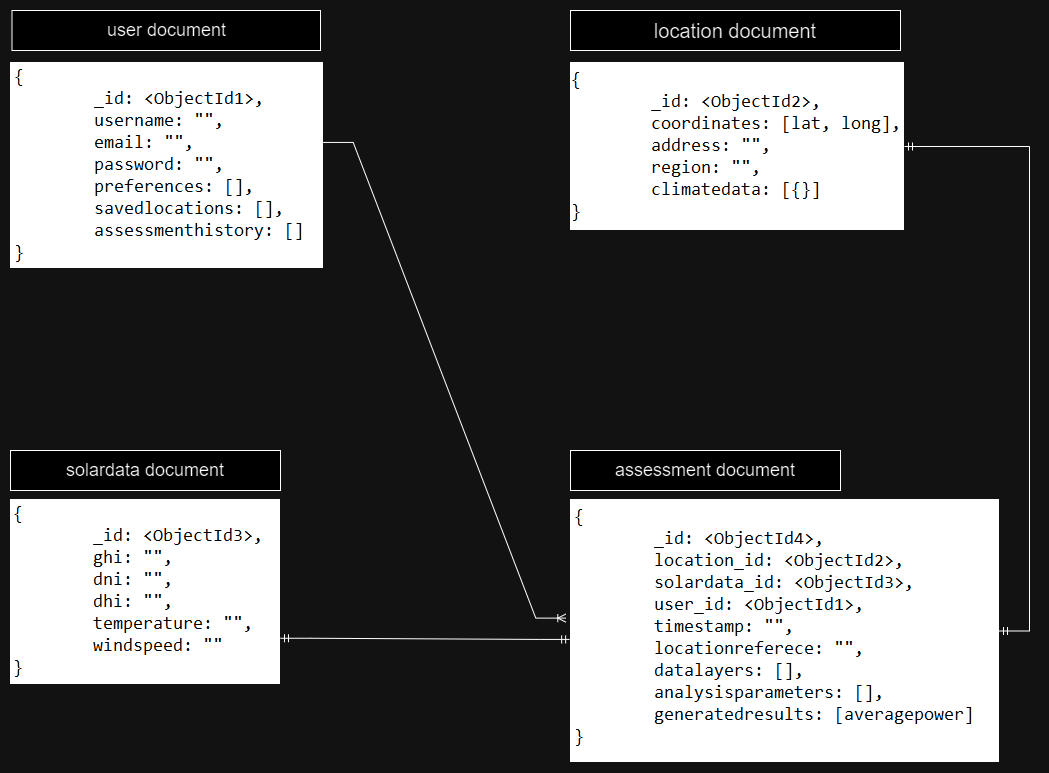 user document
{
_id: <ObjectId1>,
username: "",
email: "",
password: "",
preferences: [],
savedlocations: [],
assessmenthistory: []
}
location document
{
_id: <ObjectId2>,
coordinates: [lat, long],
address: "",
region: "",
climatedata: [{}]
}
solardata document
{
_id: <ObjectId3>,
ghi: "",
dni: "",
dhi: "",
temperature: "",
windspeed: ""
}
assessment document
{
_id: <ObjectId4>,
location_id: <ObjectId2>,
solardata_id: <ObjectId3>,
user_id: <ObjectId1>,
timestamp: "",
locationreferece: "",
datalayers: [],
analysisparameters: [],
generatedresults: [averagepower]
}